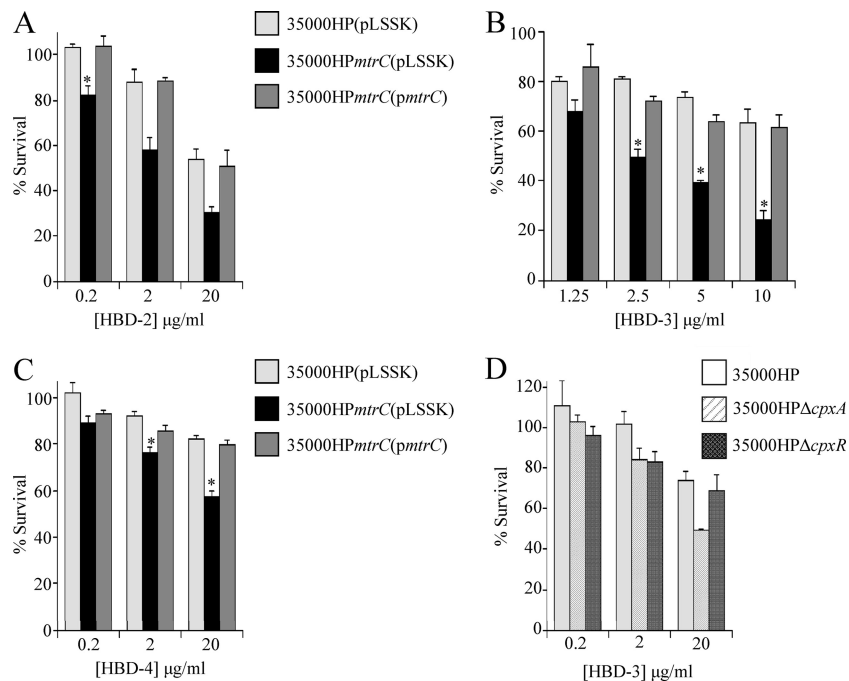 A
35000HP(pLSSK)
35000HPmtrC(pLSSK)
35000HPmtrC(pmtrC)
% Survival
100
80
60
40
20
0
*
0.2 2 20
[HBD-2] µg/ml
B
% Survival
100
80
60
40
20
0
* * *
1.25 2.5 5 10
[HBD-3] µg/ml
C
35000HP(pLSSK)
35000HPmtrC(pLSSK)
35000HPmtrC(pmtrC)
% Survival
100
80
60
40
20
0
* *
0.2 2 20
[HBD-4] µg/ml
D
35000HP
35000HPΔcpxA
35000HPΔcpxR
% Survival
120
100
80
60
40
20
0
0.2 2 20
[HBD-3] µg/ml